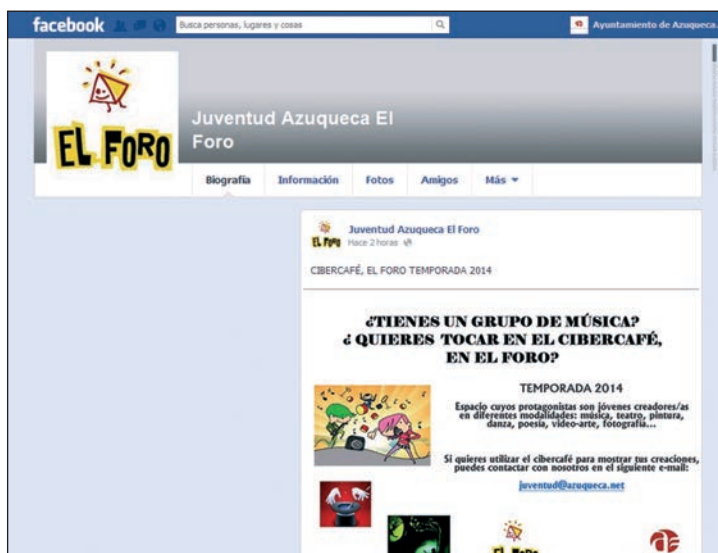 facebook
Busca personas, lugares y cosas
Ayuntamiento de Azuqueca
EL FORO
Juventud Azuqueca El
Foro
Biografía
Información
Fotos
Amigos
Más
Juventud Azuqueca El Foro
EL FORO
Hace 2 horas
CIBERCAFÉ, EL FORO TEMPORADA 2014
¿TIENES UN GRUPO DE MÚSICA?
¿ QUIERES TOCAR EN EL CIBERCAFÉ,
EN EL FORO?
TEMPORADA 2014
Espacio cuyos protagonistas son jóvenes creadores/as
en diferentes modalidades: música, teatro, pintura,
danza, poesía, video-arte, fotografía...
Si quieres utilizar el cibercafé para mostrar tus creaciones,
puedes contactar con nosotros en el siguiente e-mail:
juventud@azuqueca.net